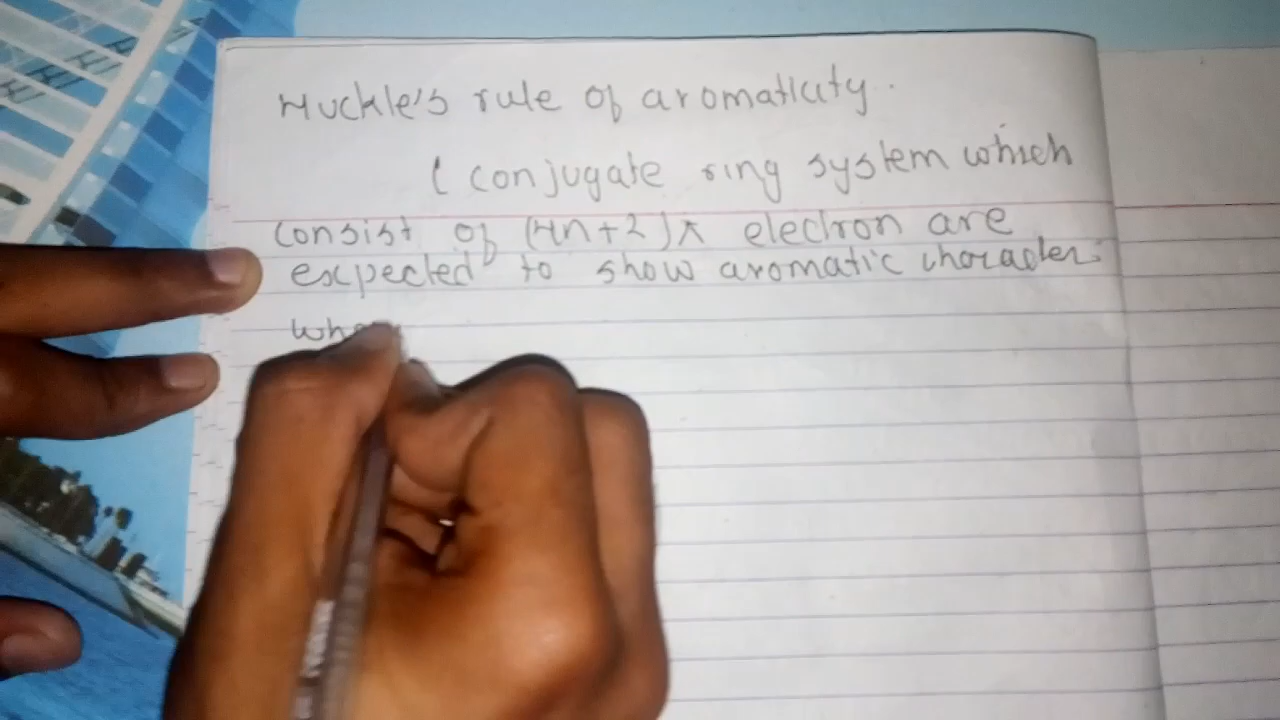 Huckle's rule of aromaticity.
( conjugate ring system which
consist of (4n+2)π electron are
expected to show aromatic character.
whe